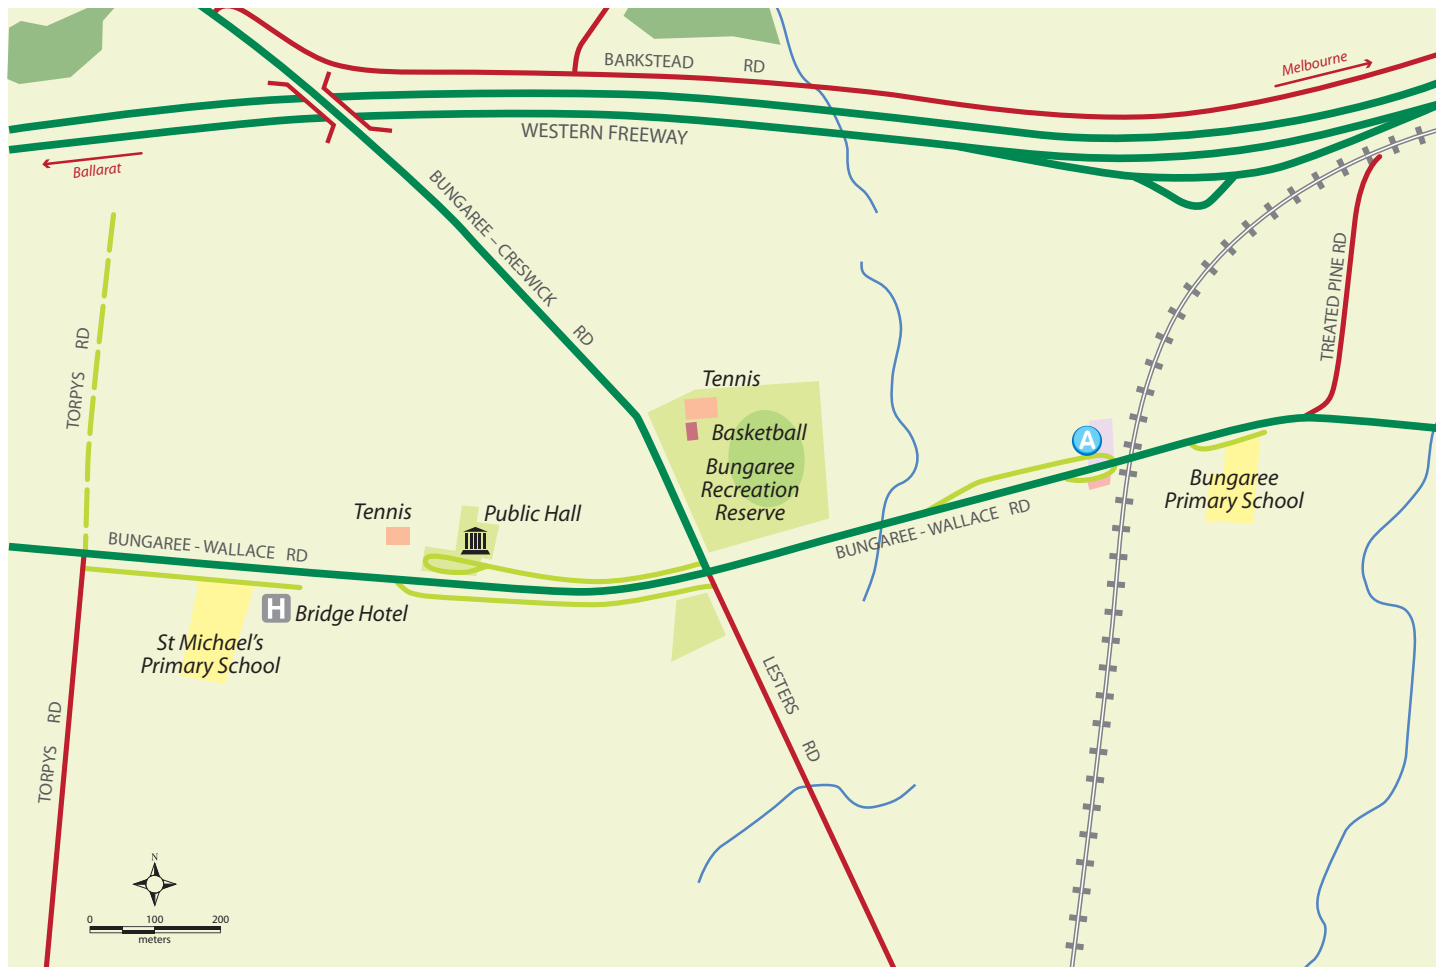 BARKSTEAD RD
Melbourne
WESTERN FREEWAY
Ballarat
BUNGAREE – CRESWICK RD
TREATED PINE RD
TORPYS RD
Tennis
Basketball
Bungaree
Recreation
Reserve
A
Bungaree
Primary School
Tennis
Public Hall
BUNGAREE - WALLACE RD
BUNGAREE - WALLACE RD
H
Bridge Hotel
St Michael's
Primary School
LESTERS RD
TORPYS RD
N
0 100 200
meters